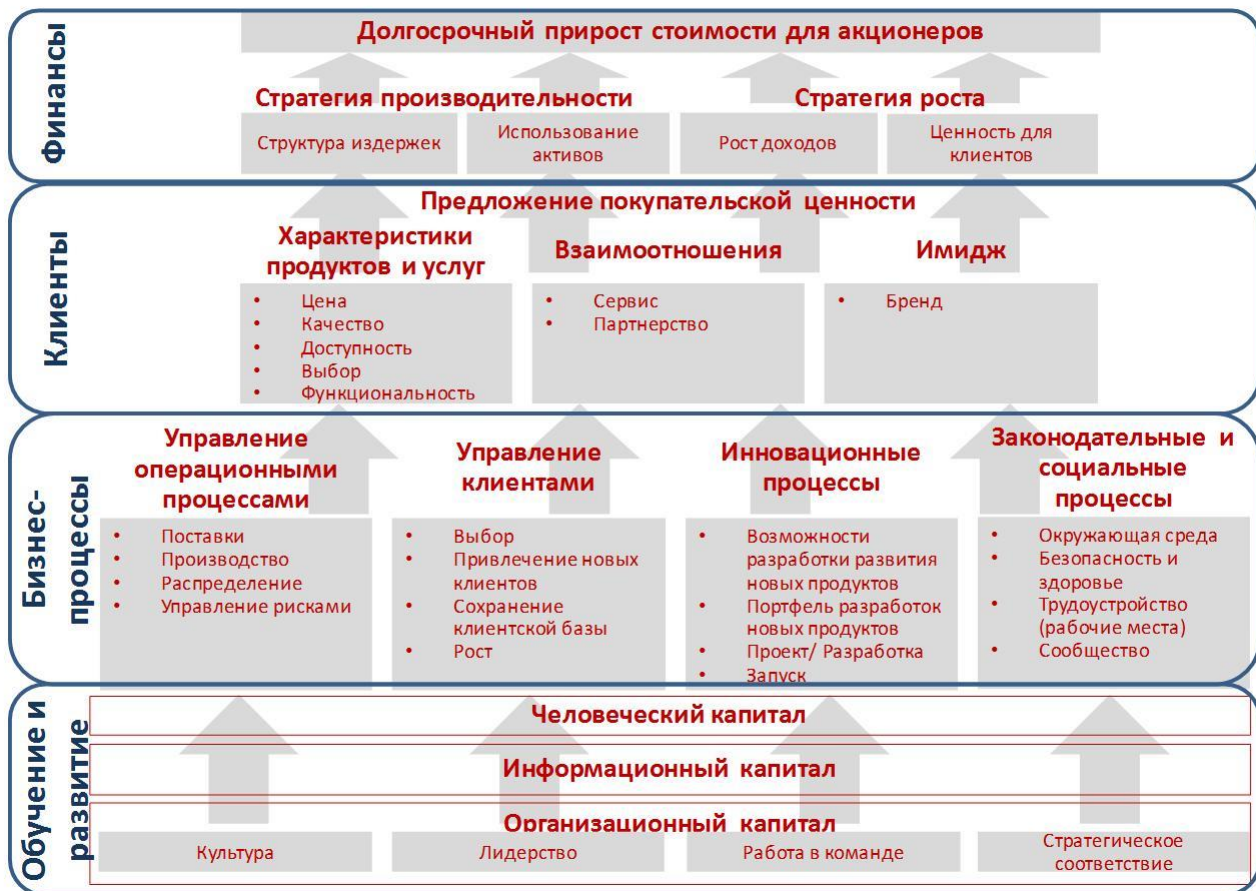 Финансы
Долгосрочный прирост стоимости для акционеров
Стратегия производительности
Стратегия роста
Структура издержек
Использование
активов
Рост доходов
Ценность для
клиентов
Клиенты
Предложение покупательской ценности
Характеристики
продуктов и услуг
• Цена
• Качество
• Доступность
• Выбор
• Функциональность
Взаимоотношения
• Сервис
• Партнерство
Имидж
• Бренд
Бизнес-
процессы
Управление
операционными
процессами
• Поставки
• Производство
• Распределение
• Управление рисками
Управление
клиентами
• Выбор
• Привлечение новых
клиентов
• Сохранение
клиентской базы
• Рост
Инновационные
процессы
• Возможности
разработки развития
новых продуктов
• Портфель разработок
новых продуктов
• Проект/ Разработка
• Запуск
Законодательные и
социальные
процессы
• Окружающая среда
• Безопасность и
здоровье
• Трудоустройство
(рабочие места)
• Сообщество
Обучение и
развитие
Человеческий капитал
Информационный капитал
Организационный капитал
Культура
Лидерство
Работа в команде
Стратегическое
соответствие